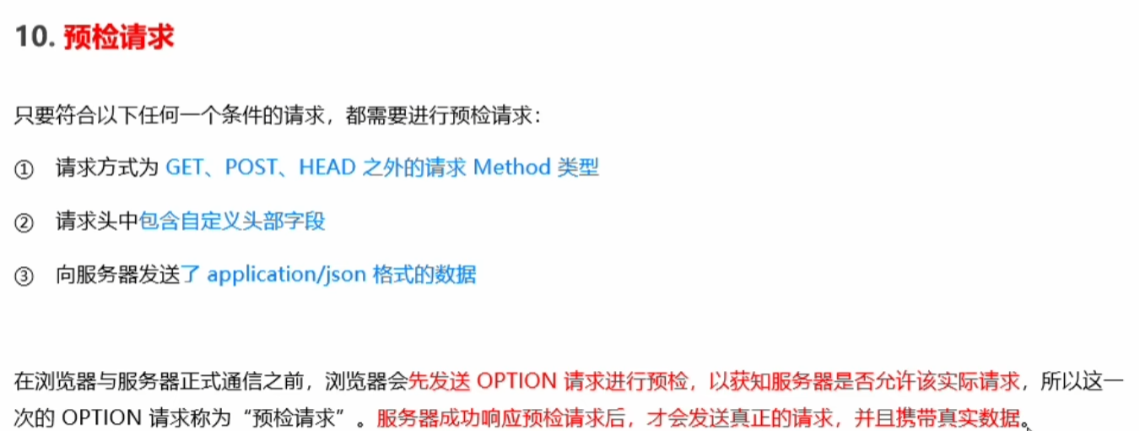 10. 预检请求
只要符合以下任何一个条件的请求，都需要进行预检请求：
① 请求方式为 GET、POST、HEAD 之外的请求 Method 类型
② 请求头中包含自定义头部字段
③ 向服务器发送了 application/json 格式的数据
在浏览器与服务器正式通信之前，浏览器会先发送 OPTION 请求进行预检，以获知服务器是否允许该实际请求，所以这一
次的 OPTION 请求称为“预检请求”。服务器成功响应预检请求后，才会发送真正的请求，并且携带真实数据。